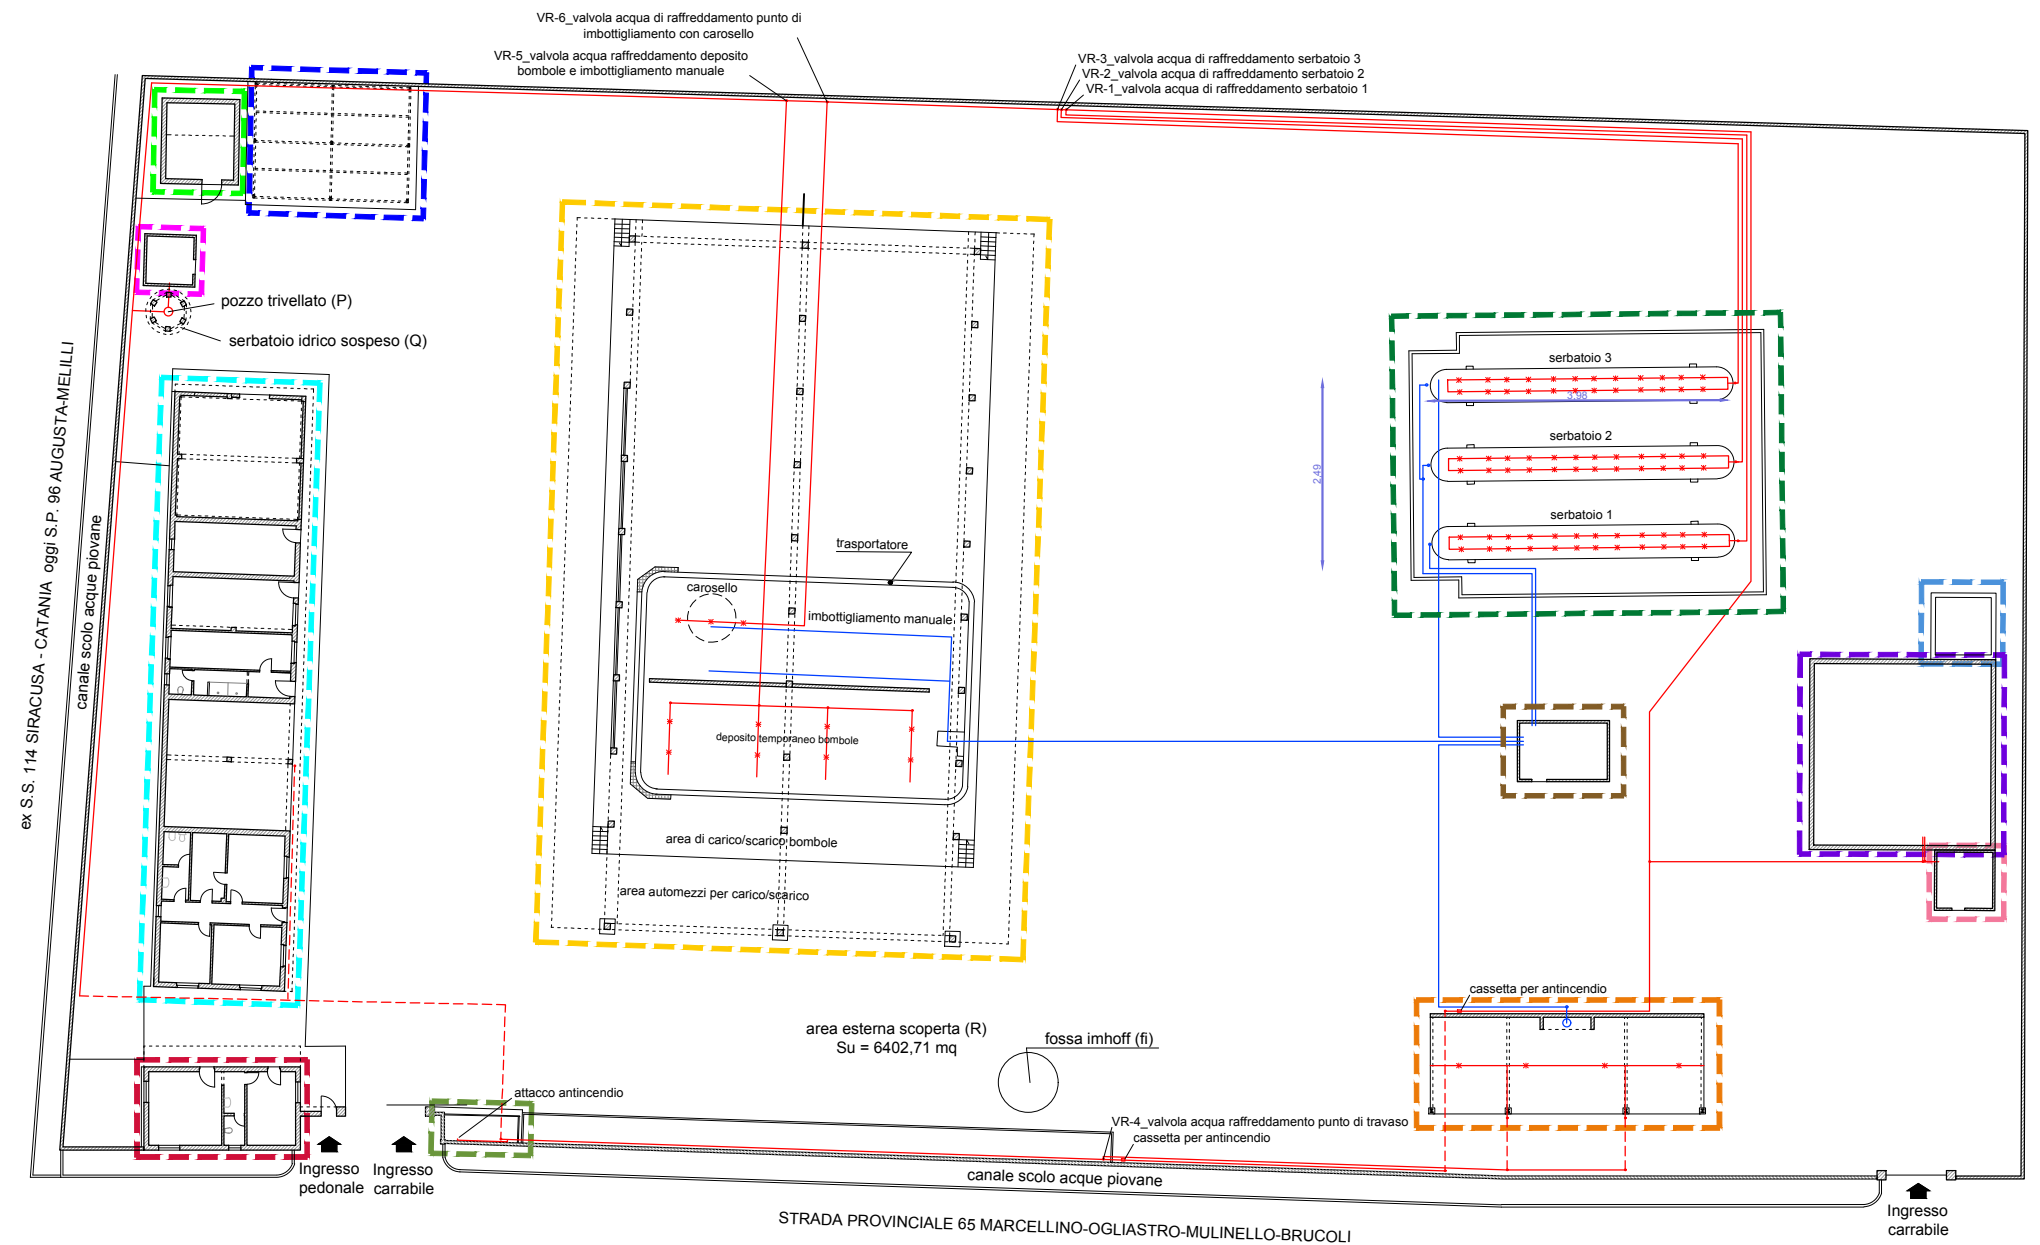 VR-6_valvola acqua di raffreddamento punto di
imbottigliamento con carosello
VR-5_valvola acqua raffreddamento deposito
bombole e imbottigliamento manuale
VR-3_valvola acqua di raffreddamento serbatoio 3
VR-2_valvola acqua di raffreddamento serbatoio 2
VR-1_valvola acqua di raffreddamento serbatoio 1
pozzo trivellato (P)
serbatoio idrico sospeso (Q)
ex S.S. 114 SIRACUSA - CATANIA oggi S.P. 96 AUGUSTA-MELILLI
canale scolo acque piovane
serbatoio 3
3.98
serbatoio 2
2.49
serbatoio 1
trasportatore
carosello
imbottigliamento manuale
deposito temporaneo bombole
area di carico/scarico bombole
area automezzi per carico/scarico
cassetta per antincendio
area esterna scoperta (R)
Su = 6402,71 mq
fossa imhoff (fi)
attacco antincendio
VR-4_valvola acqua raffreddamento punto di travaso
cassetta per antincendio
Ingresso
pedonale
Ingresso
carrabile
canale scolo acque piovane
Ingresso
carrabile
STRADA PROVINCIALE 65 MARCELLINO-OGLIASTRO-MULINELLO-BRUCOLI